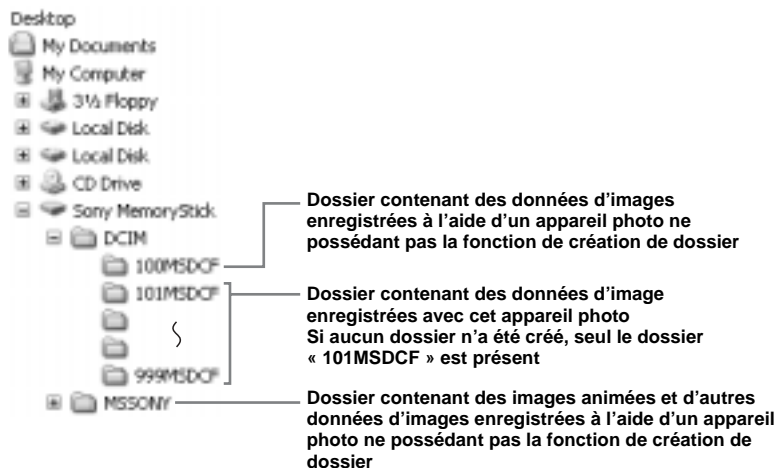 Desktop
My Documents
My Computer
3½ Floppy
Local Disk
Local Disk
CD Drive
Sony MemoryStick
DCIM
100MSDCF
101MSDCF
999MSDCF
MSSONY
Dossier contenant des données d’images
enregistrées à l’aide d’un appareil photo ne
possédant pas la fonction de création de dossier
Dossier contenant des données d’image
enregistrées avec cet appareil photo
Si aucun dossier n’a été créé, seul le dossier
« 101MSDCF » est présent
Dossier contenant des images animées et d’autres
données d’images enregistrées à l’aide d’un appareil
photo ne possédant pas la fonction de création de
dossier